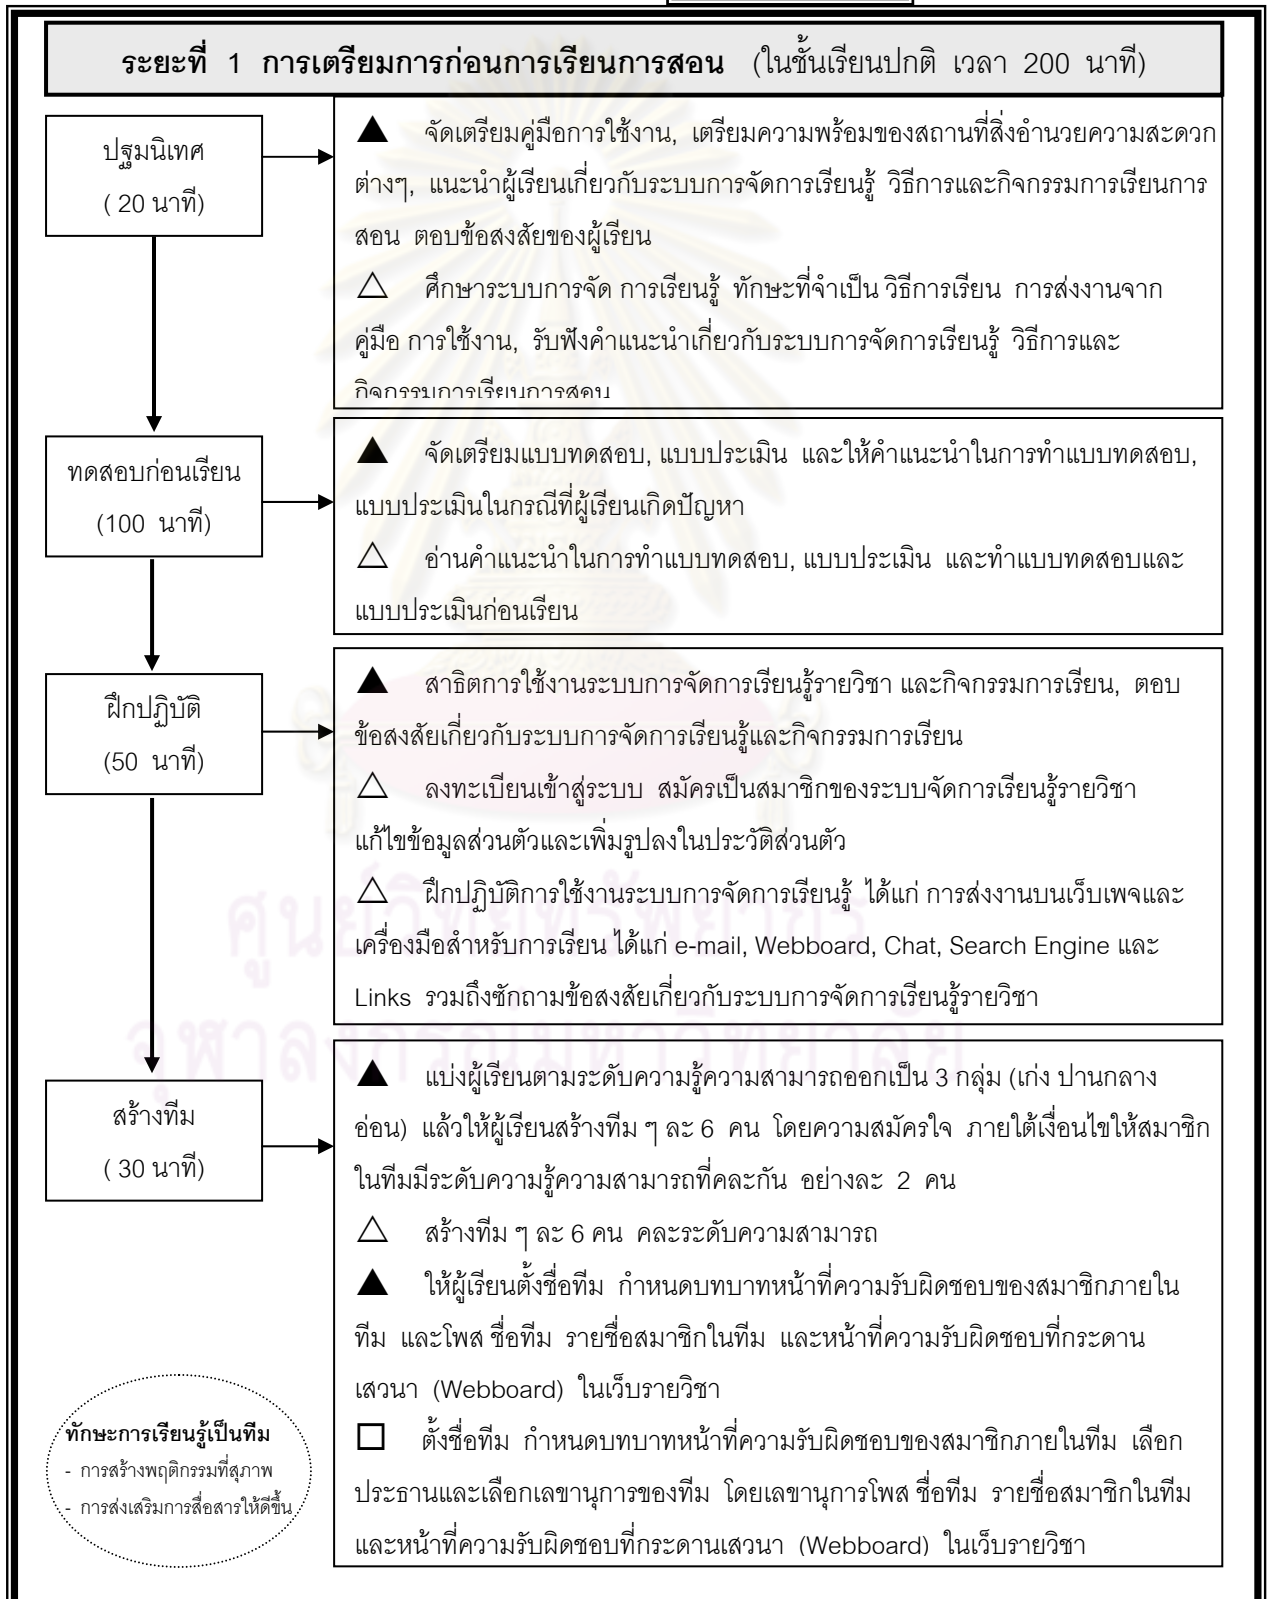 ระยะที่ 1 การเตรียมการก่อนการเรียนการสอน (ในชั้นเรียนปกติ เวลา 200 นาที)
ปฐมนิเทศ
( 20 นาที)
▲ จัดเตรียมคู่มือการใช้งาน, เตรียมความพร้อมของสถานที่สิ่งอำนวยความสะดวก
ต่างๆ, แนะนำผู้เรียนเกี่ยวกับระบบการจัดการเรียนรู้ วิธีการและกิจกรรมการเรียนการ
สอน ตอบข้อสงสัยของผู้เรียน
△ ศึกษาระบบการจัด การเรียนรู้ ทักษะที่จำเป็น วิธีการเรียน การส่งงานจาก
คู่มือ การใช้งาน, รับฟังคำแนะนำเกี่ยวกับระบบการจัดการเรียนรู้ วิธีการและ
กิจกรรมการเรียนการสอน
ทดสอบก่อนเรียน
(100 นาที)
▲ จัดเตรียมแบบทดสอบ, แบบประเมิน และให้คำแนะนำในการทำแบบทดสอบ,
แบบประเมินในกรณีที่ผู้เรียนเกิดปัญหา
△ อ่านคำแนะนำในการทำแบบทดสอบ, แบบประเมิน และทำแบบทดสอบและ
แบบประเมินก่อนเรียน
ฝึกปฏิบัติ
(50 นาที)
▲ สาธิตการใช้งานระบบการจัดการเรียนรู้รายวิชา และกิจกรรมการเรียน, ตอบ
ข้อสงสัยเกี่ยวกับระบบการจัดการเรียนรู้และกิจกรรมการเรียน
△ ลงทะเบียนเข้าสู่ระบบ สมัครเป็นสมาชิกของระบบจัดการเรียนรู้รายวิชา
แก้ไขข้อมูลส่วนตัวและเพิ่มรูปลงในประวัติส่วนตัว
△ ฝึกปฏิบัติการใช้งานระบบการจัดการเรียนรู้ ได้แก่ การส่งงานบนเว็บเพจและ
เครื่องมือสำหรับการเรียน ได้แก่ e-mail, Webboard, Chat, Search Engine และ
Links รวมถึงซักถามข้อสงสัยเกี่ยวกับระบบการจัดการเรียนรู้รายวิชา
สร้างทีม
( 30 นาที)
▲ แบ่งผู้เรียนตามระดับความรู้ความสามารถออกเป็น 3 กลุ่ม (เก่ง ปานกลาง
อ่อน) แล้วให้ผู้เรียนสร้างทีม ๆ ละ 6 คน โดยความสมัครใจ ภายใต้เงื่อนไขให้สมาชิก
ในทีมมีระดับความรู้ความสามารถที่คละกัน อย่างละ 2 คน
△ สร้างทีม ๆ ละ 6 คน คละระดับความสามารถ
▲ ให้ผู้เรียนตั้งชื่อทีม กำหนดบทบาทหน้าที่ความรับผิดชอบของสมาชิกภายใน
ทีม และโพส ชื่อทีม รายชื่อสมาชิกในทีม และหน้าที่ความรับผิดชอบที่กระดาน
เสวนา (Webboard) ในเว็บรายวิชา
☐ ตั้งชื่อทีม กำหนดบทบาทหน้าที่ความรับผิดชอบของสมาชิกภายในทีม เลือก
ประธานและเลือกเลขานุการของทีม โดยเลขานุการโพส ชื่อทีม รายชื่อสมาชิกในทีม
และหน้าที่ความรับผิดชอบที่กระดานเสวนา (Webboard) ในเว็บรายวิชา
ทักษะการเรียนรู้เป็นทีม
- การสร้างพฤติกรรมที่สุภาพ
- การส่งเสริมการสื่อสารให้ดีขึ้น
ศูนย์วิทยทรัพยากร
จุฬาลงกรณ์มหาวิทยาลัย